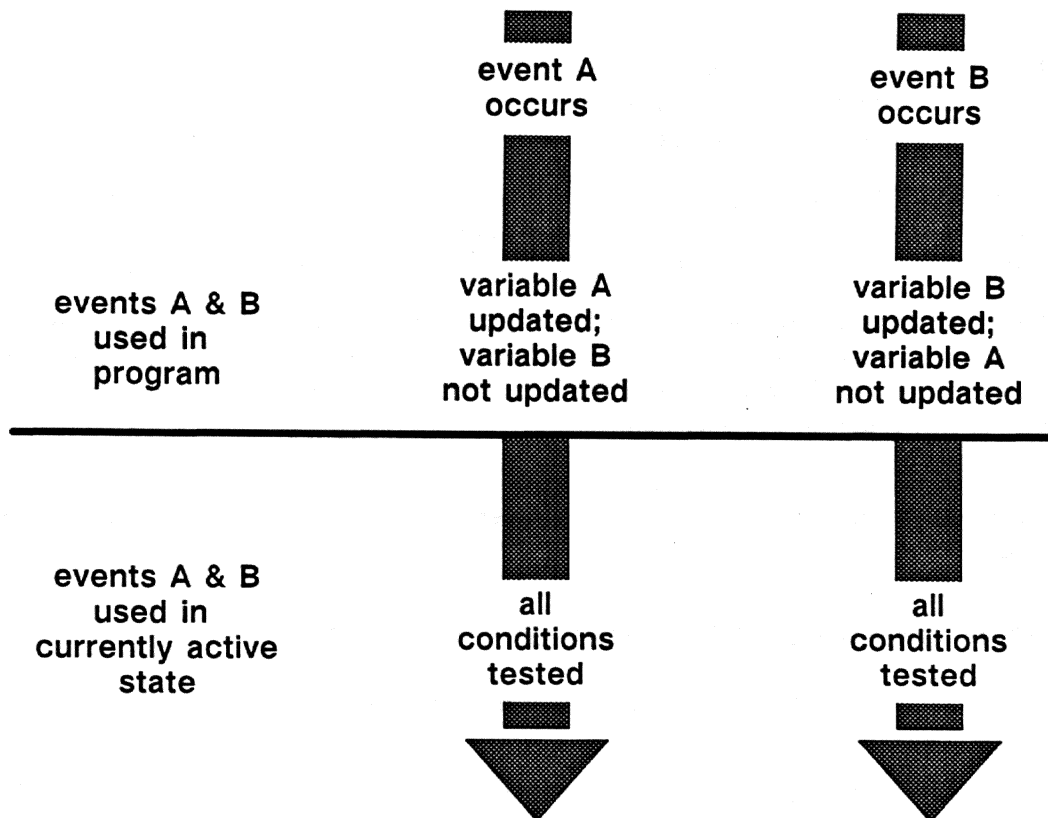 event A
occurs
event B
occurs
events A & B
used in
program
variable A
updated;
variable B
not updated
variable B
updated;
variable A
not updated
events A & B
used in
currently active
state
all
conditions
tested
all
conditions
tested